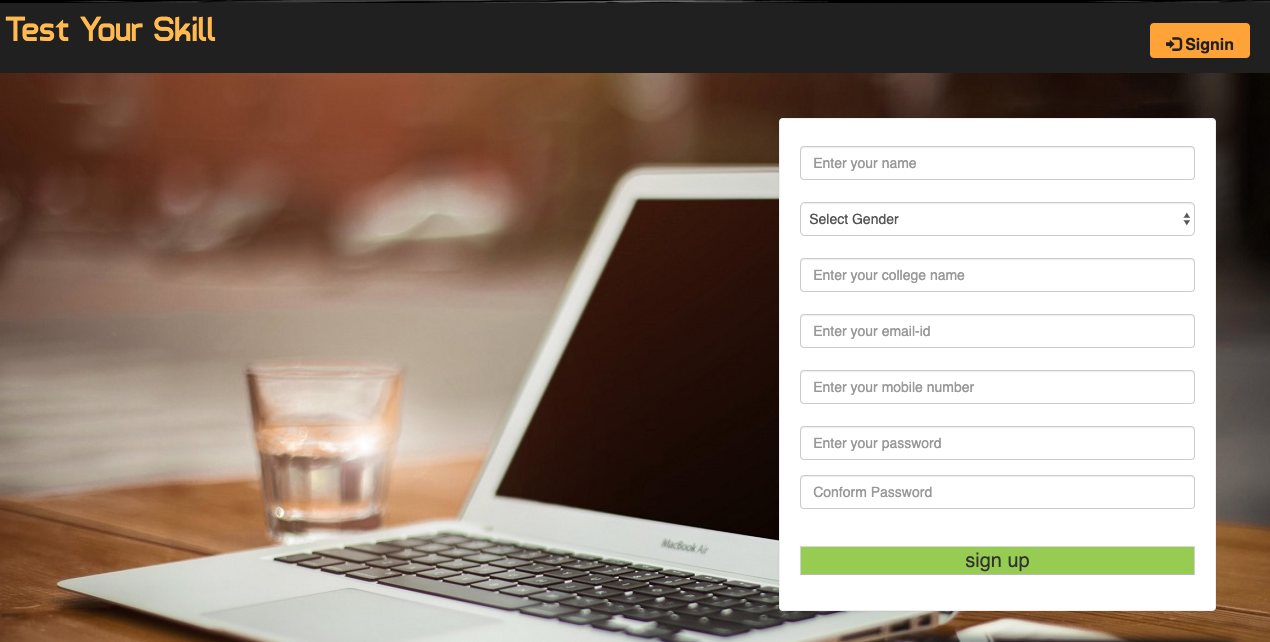 Test Your Skill
Signin
Enter your name
Select Gender
Enter your college name
Enter your email-id
Enter your mobile number
Enter your password
Conform Password
sign up
MacBook Air